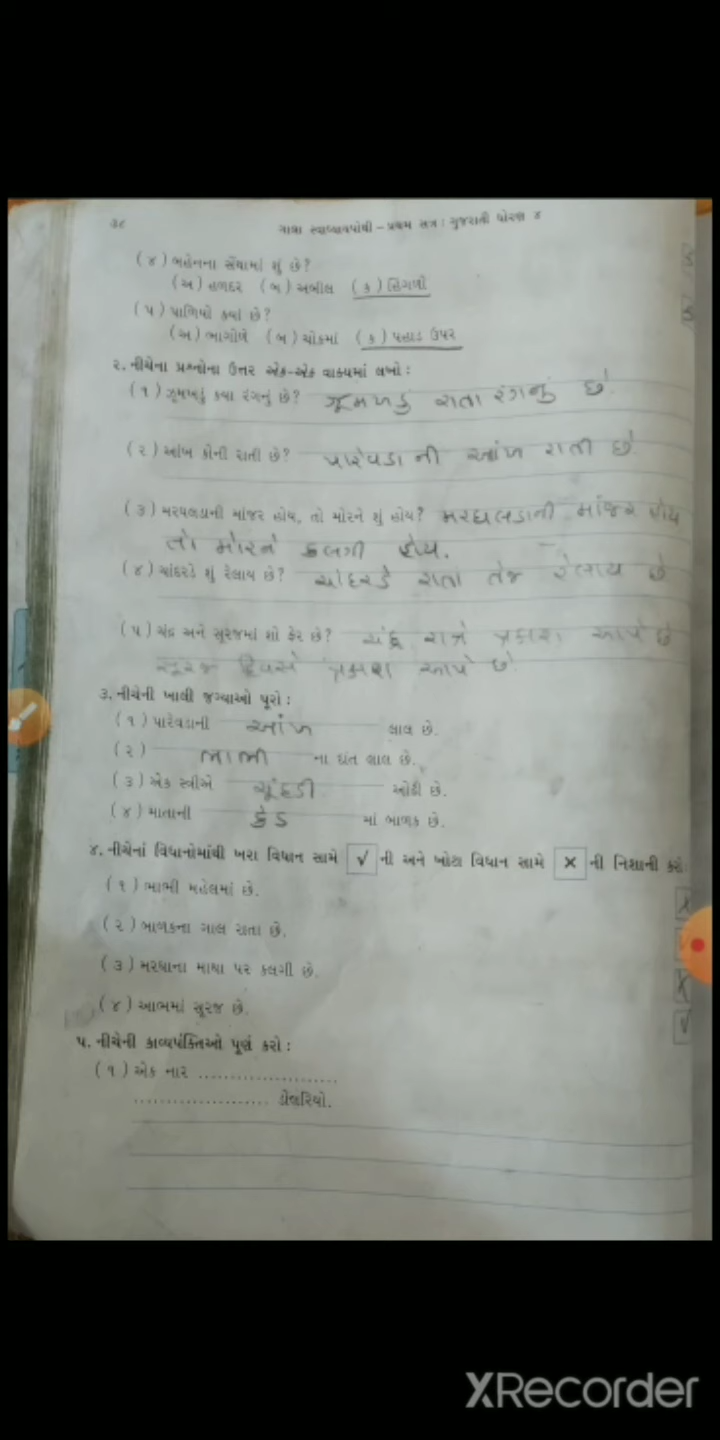 ૩૮ ગાલા સ્વાધ્યાયપોથી – પ્રથમ સત્ર : ગુજરાતી ધોરણ ૪
(૪) બહેનના સેંથામાં શું છે?
(અ) હળદર (બ) અબીલ (ક) હિંગળો
(૫) પાળિયો ક્યાં છે?
(અ) ભાગોળે (બ) ચોકમાં (ક) પહાડ ઉપર
૨. નીચેના પ્રશ્નોના ઉત્તર એક-એક વાક્યમાં લખો :
(૧) ઝૂમખડું કયા રંગનું છે? ઝૂમખડું રાતા રંગનું છે.
(૨) આંખ કોની રાતી છે? પારેવડાની આંખ રાતી છે.
(૩) મરઘલડાની માંજર હોય, તો મોરને શું હોય? મરઘલડાની માંજર હોય
તો મોરને કલગી હોય.
(૪) ચાંદરડે શું રેલાય છે? ચાંદરડે રાતા તેજ રેલાય છે
(૫) ચંદ્ર અને સૂરજમાં શો ફેર છે? ચંદ્ર રાત્રે પ્રકાશ આપે છે
સૂરજ દિવસે પ્રકાશ આપે છે.
૩. નીચેની ખાલી જગ્યાઓ પૂરો :
(૧) પારેવડાની આંખ લાલ છે.
(૨) ભાભી ના દાંત લાલ છે.
(૩) એક સ્ત્રીએ ચૂંદડી ઓઢી છે.
(૪) માતાની કેડ માં બાળક છે.
૪. નીચેનાં વિધાનોમાંથી ખરા વિધાન સામે √ ની અને ખોટા વિધાન સામે × ની નિશાની કરો
(૧) ભાભી મહેલમાં છે.
(૨) બાળકના ગાલ રાતા છે.
(૩) મરઘાના માથા પર કલગી છે.
(૪) આભમાં સૂરજ છે.
૫. નીચેની કાવ્યપંક્તિઓ પૂર્ણ કરો :
(૧) એક નાર .....................
..................... ડોલરિયો.
XRecorder